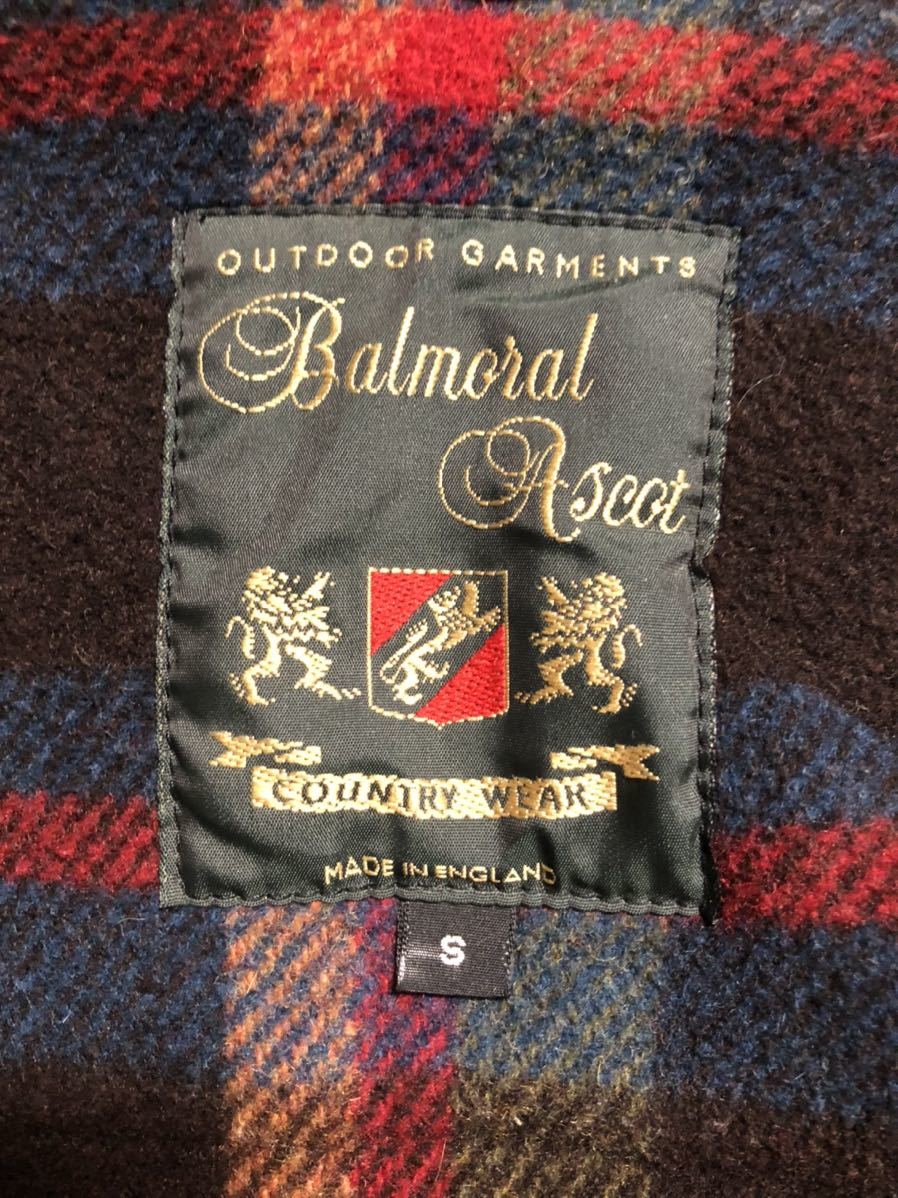 OUTDOOR GARMENTS
Balmoral
Ascot
COUNTRY WEAR
MADE IN ENGLAND
S